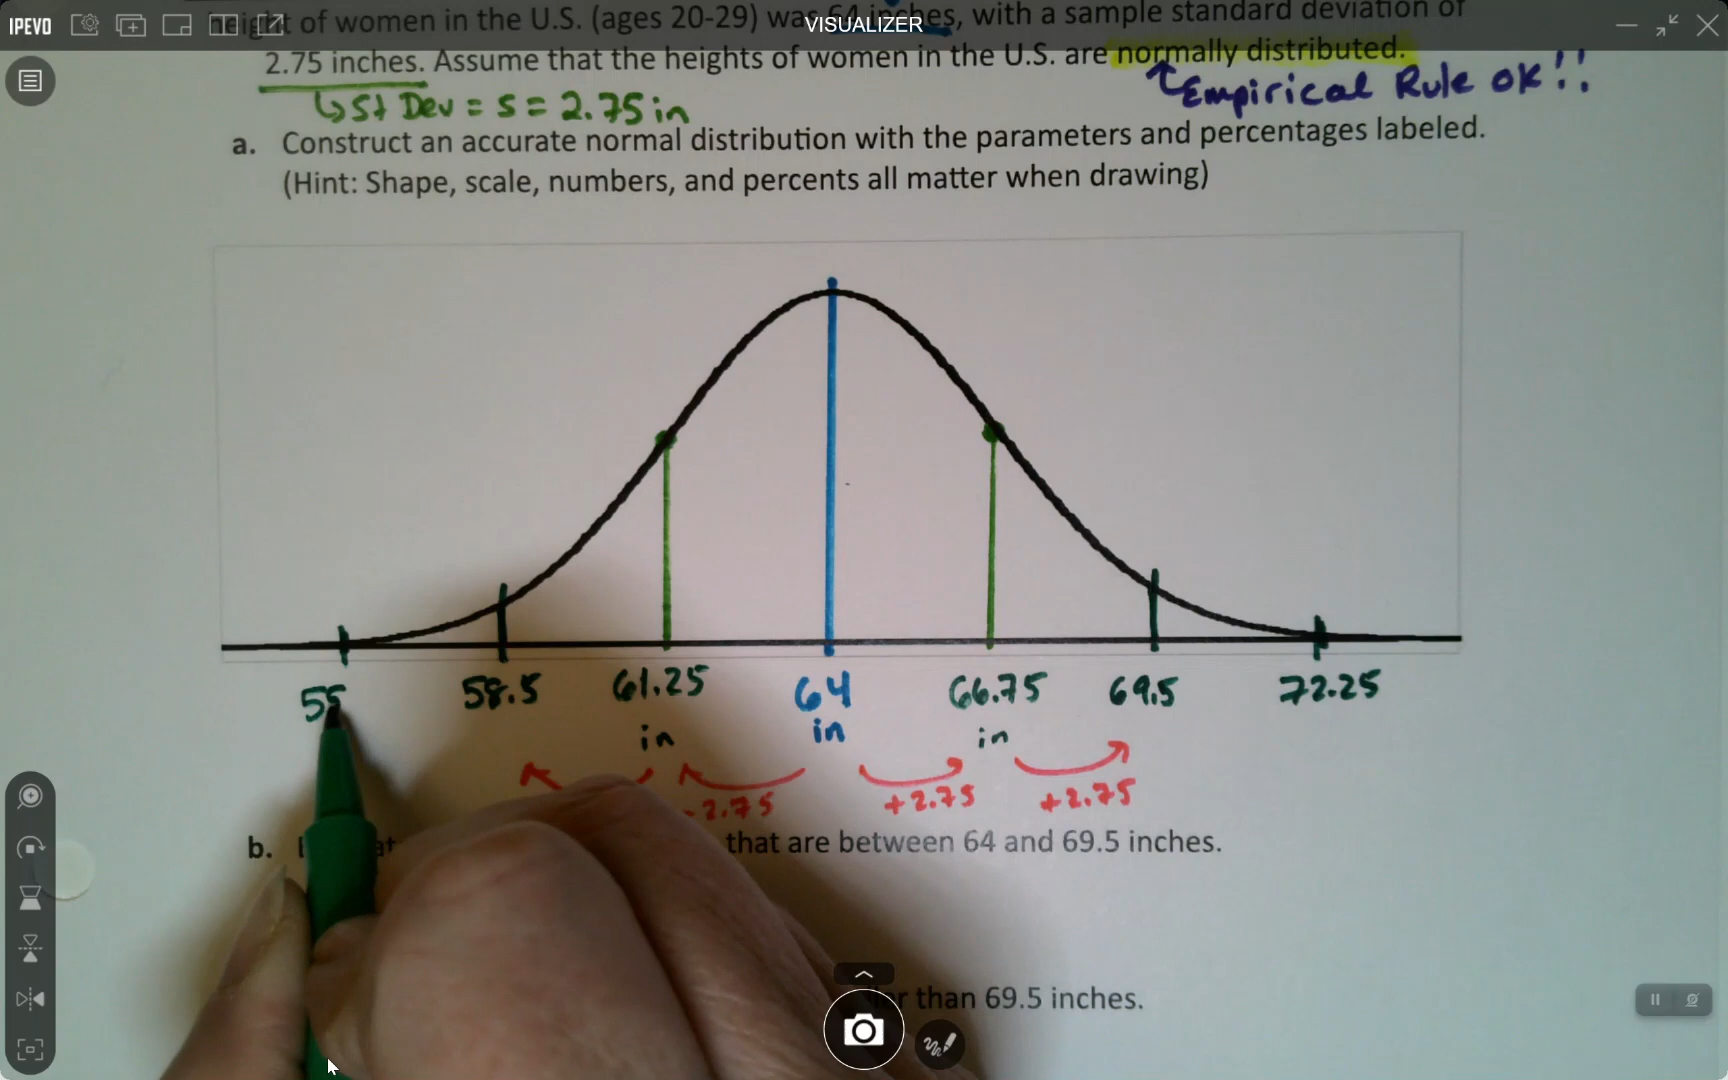 IPEVO
VISUALIZER
height of women in the U.S. (ages 20-29) was 64 inches, with a sample standard deviation of
2.75 inches. Assume that the heights of women in the U.S. are normally distributed.
↳ St Dev = s = 2.75 in
Empirical Rule OK!!
a. Construct an accurate normal distribution with the parameters and percentages labeled.
(Hint: Shape, scale, numbers, and percents all matter when drawing)
55 58.5 61.25 64 66.75 69.5 72.25
in in in
-2.75 +2.75 +2.75
b. that are between 64 and 69.5 inches.
than 69.5 inches.